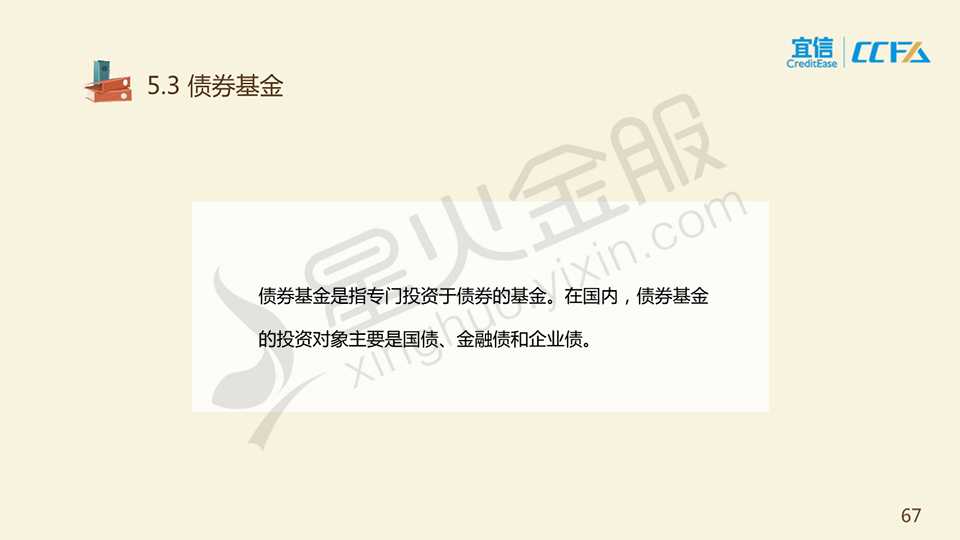 宜信
CreditEase
CCFA
5.3 债券基金
星火金服
xinghuo.yixin.com
债券基金是指专门投资于债券的基金。在国内，债券基金
的投资对象主要是国债、金融债和企业债。
67